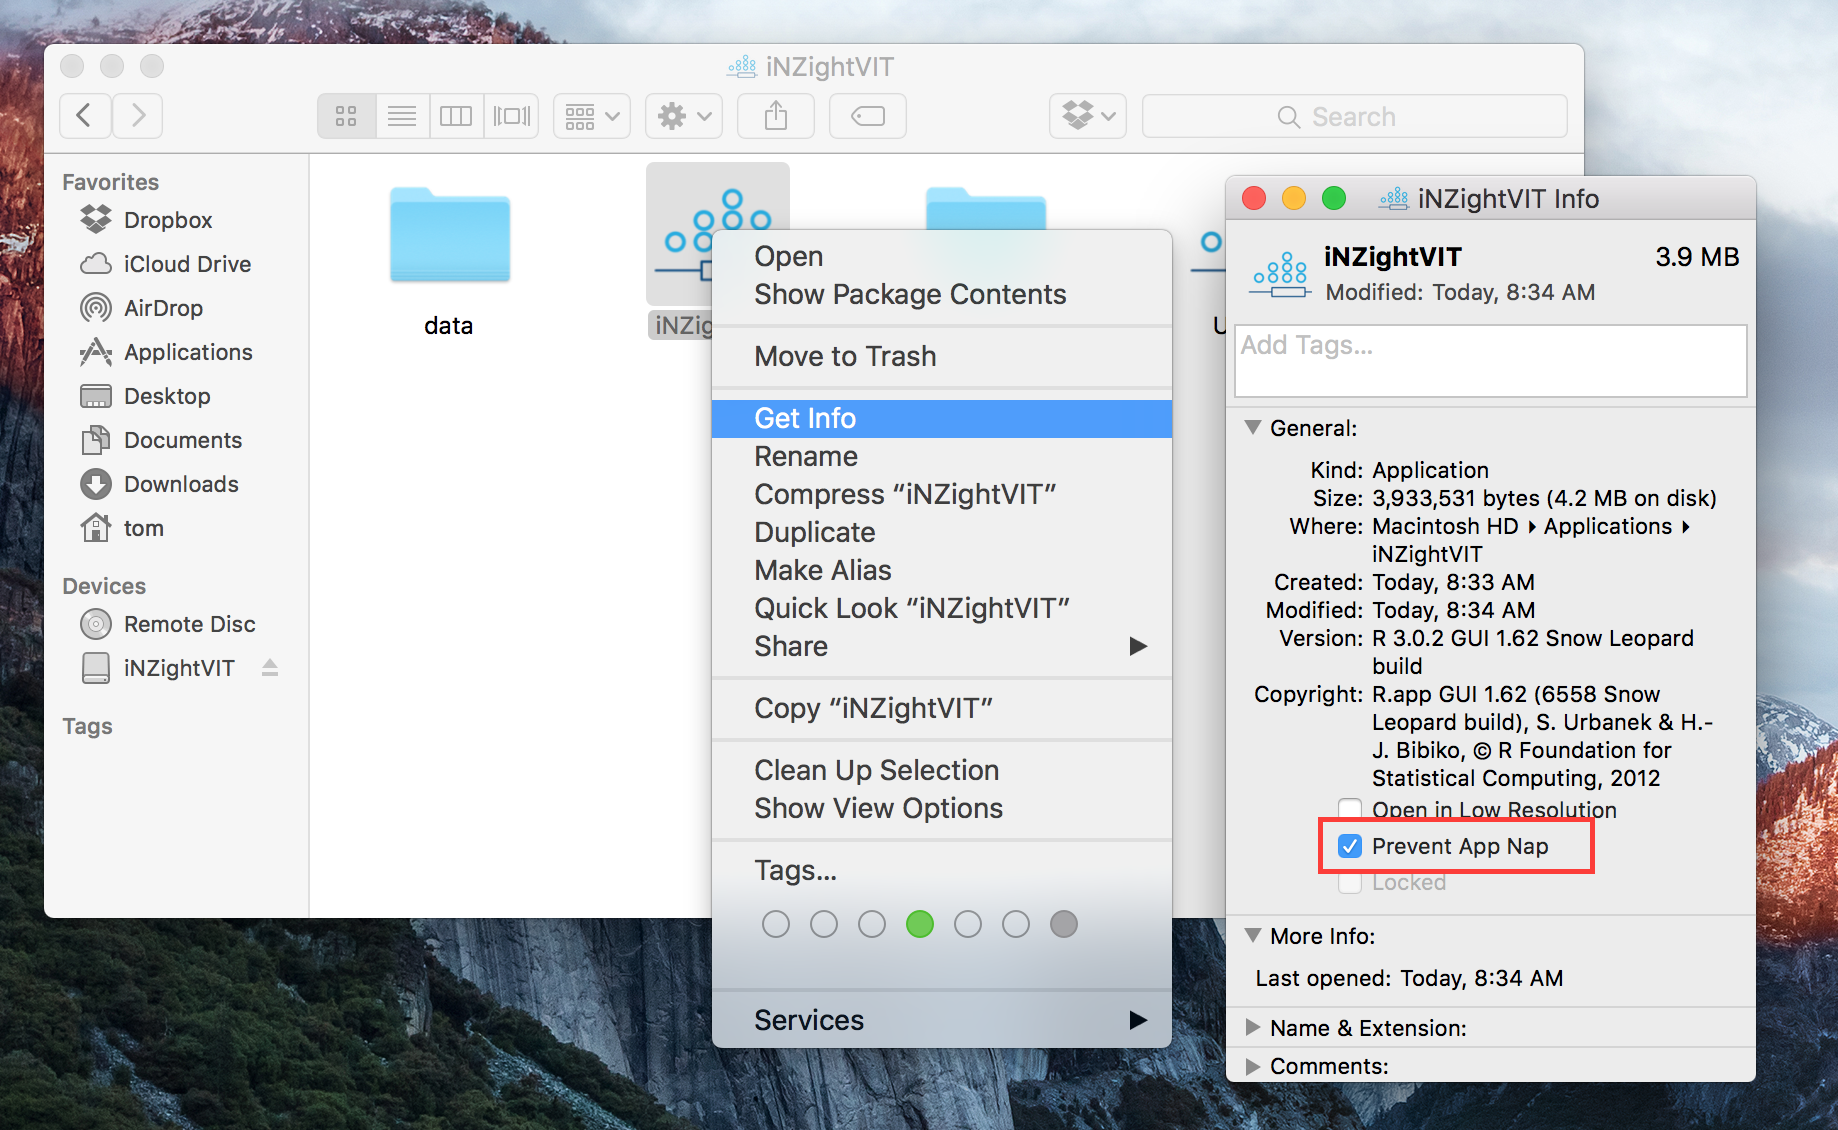 iNZightVIT
Search
Favorites
Dropbox
iCloud Drive
AirDrop
Applications
Desktop
Documents
Downloads
tom
Devices
Remote Disc
iNZightVIT
Tags
data
iNZig
U
Open
Show Package Contents
Move to Trash
Get Info
Rename
Compress “iNZightVIT”
Duplicate
Make Alias
Quick Look “iNZightVIT”
Share
Copy “iNZightVIT”
Clean Up Selection
Show View Options
Tags...
Services
iNZightVIT Info
iNZightVIT 3.9 MB
Modified: Today, 8:34 AM
Add Tags...
General:
Kind: Application
Size: 3,933,531 bytes (4.2 MB on disk)
Where: Macintosh HD ▸ Applications ▸
iNZightVIT
Created: Today, 8:33 AM
Modified: Today, 8:34 AM
Version: R 3.0.2 GUI 1.62 Snow Leopard
build
Copyright: R.app GUI 1.62 (6558 Snow
Leopard build), S. Urbanek & H.-
J. Bibiko, © R Foundation for
Statistical Computing, 2012
Open in Low Resolution
Prevent App Nap
Locked
More Info:
Last opened: Today, 8:34 AM
Name & Extension:
Comments: